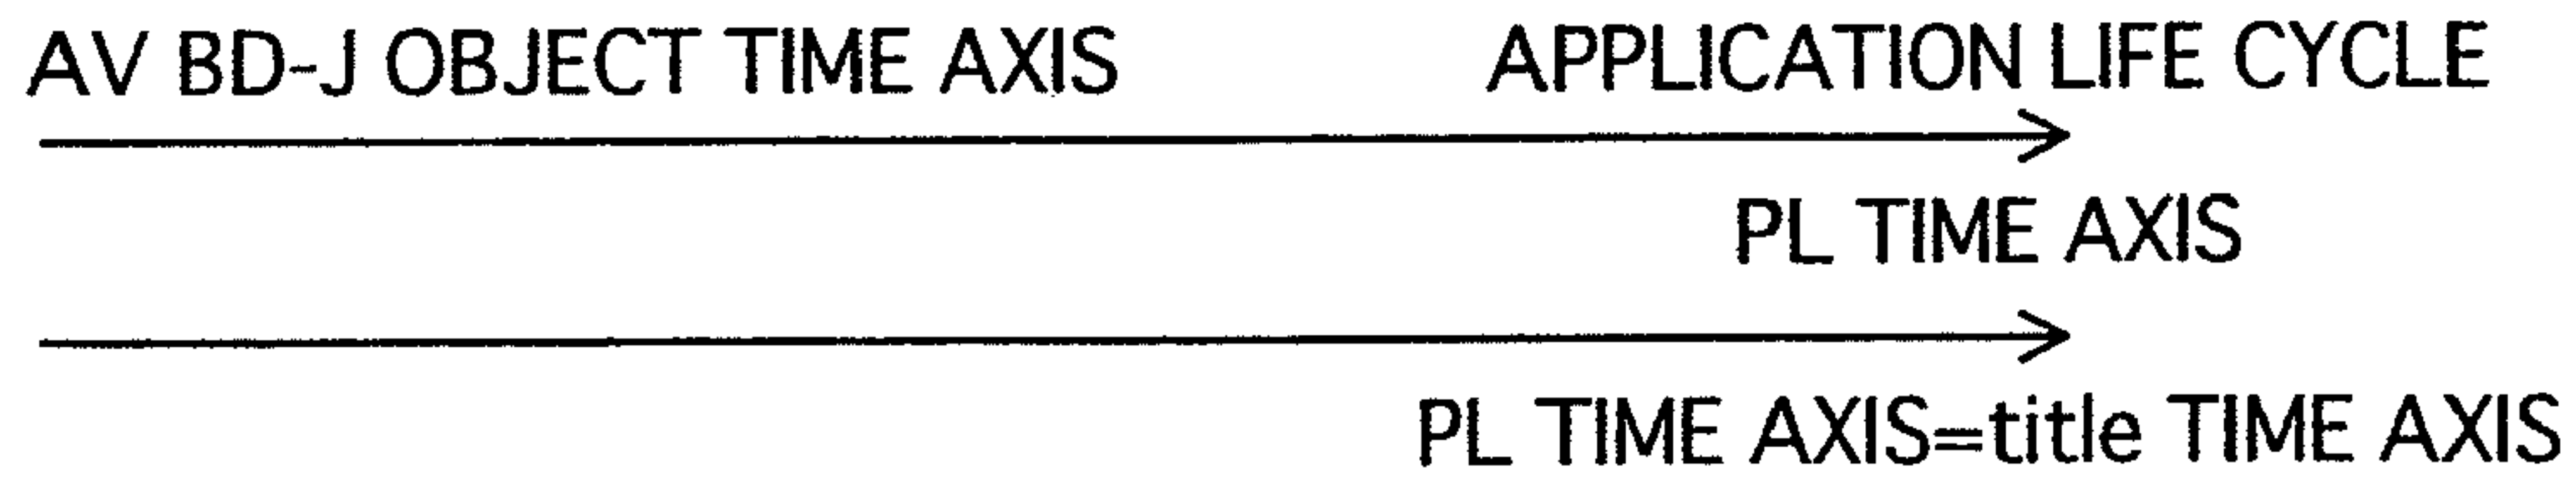 AV BD-J OBJECT TIME AXIS APPLICATION LIFE CYCLE
PL TIME AXIS
PL TIME AXIS=title TIME AXIS